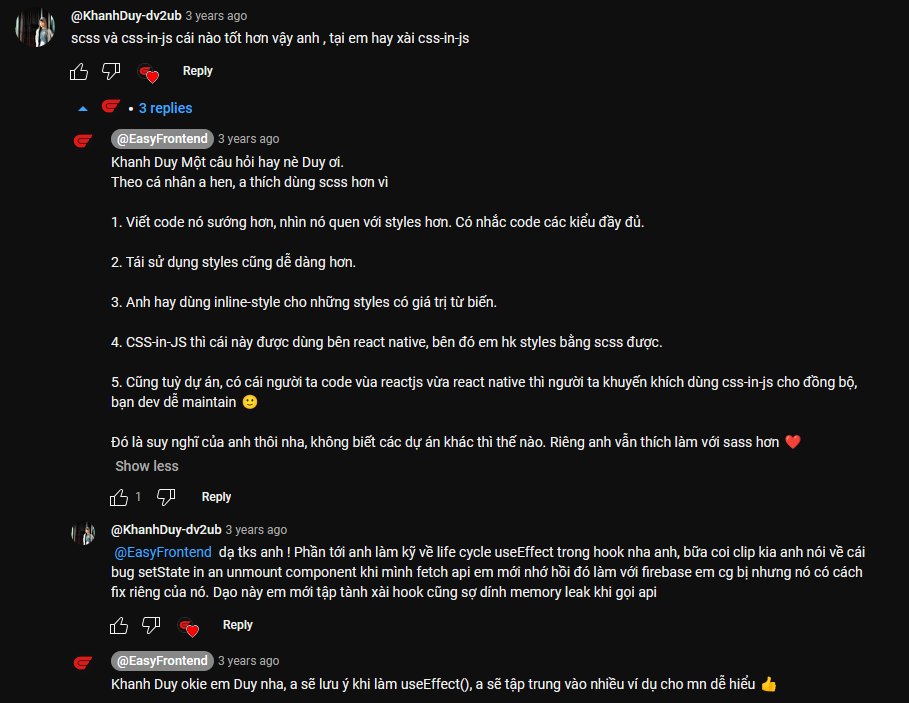 @KhanhDuy-dv2ub 3 years ago
scss và css-in-js cái nào tốt hơn vậy anh , tại em hay xài css-in-js
Reply
• 3 replies
@EasyFrontend 3 years ago
Khanh Duy Một câu hỏi hay nè Duy ơi.
Theo cá nhân a hen, a thích dùng scss hơn vì
1. Viết code nó sướng hơn, nhìn nó quen với styles hơn. Có nhắc code các kiểu đầy đủ.
2. Tái sử dụng styles cũng dễ dàng hơn.
3. Anh hay dùng inline-style cho những styles có giá trị từ biến.
4. CSS-in-JS thì cái này được dùng bên react native, bên đó em hk styles bằng scss được.
5. Cũng tuỳ dự án, có cái người ta code vùa reactjs vừa react native thì người ta khuyến khích dùng css-in-js cho đồng bộ,
bạn dev dễ maintain 🙂
Đó là suy nghĩ của anh thôi nha, không biết các dự án khác thì thế nào. Riêng anh vẫn thích làm với sass hơn ❤️
Show less
1 Reply
@KhanhDuy-dv2ub 3 years ago
@EasyFrontend dạ tks anh ! Phần tới anh làm kỹ về life cycle useEffect trong hook nha anh, bữa coi clip kia anh nói về cái
bug setState in an unmount component khi mình fetch api em mới nhớ hồi đó làm với firebase em cg bị nhưng nó có cách
fix riêng của nó. Dạo này em mới tập tành xài hook cũng sợ dính memory leak khi gọi api
Reply
@EasyFrontend 3 years ago
Khanh Duy okie em Duy nha, a sẽ lưu ý khi làm useEffect(), a sẽ tập trung vào nhiều ví dụ cho mn dễ hiểu 👍